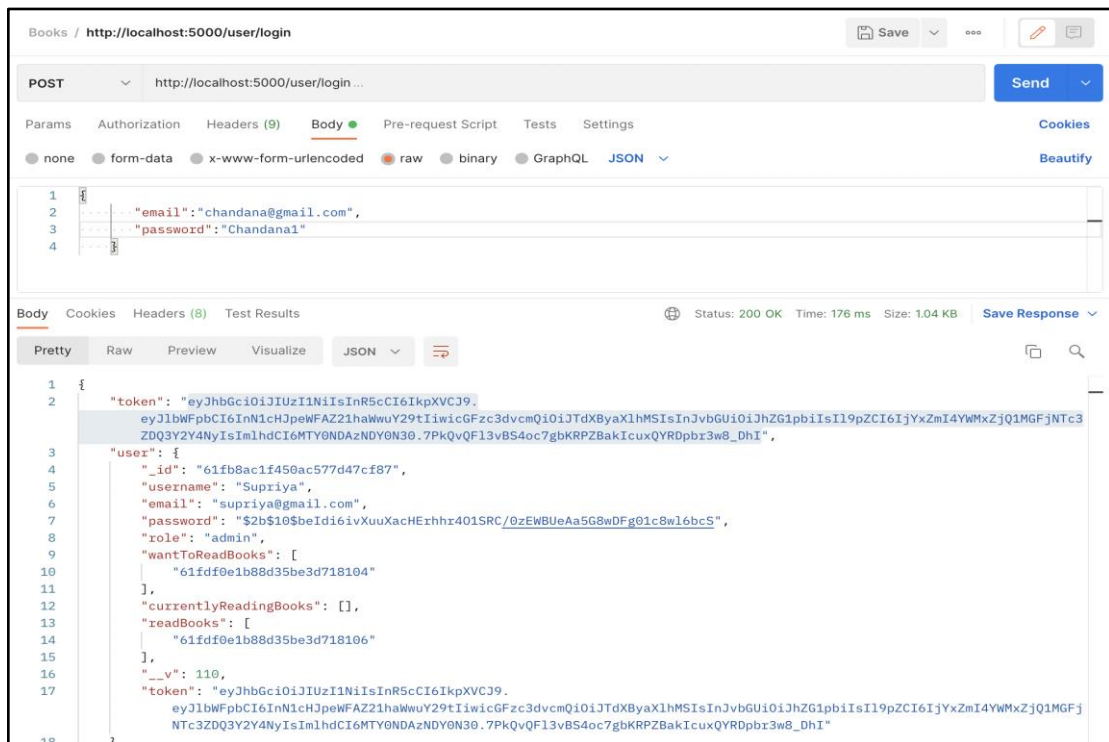 Books / http://localhost:5000/user/login Save
POST http://localhost:5000/user/login ... Send
Params Authorization Headers (9) Body Pre-request Script Tests Settings Cookies
none form-data x-www-form-urlencoded raw binary GraphQL JSON Beautify
1 {
2 "email":"chandana@gmail.com",
3 "password":"Chandana1"
4 }
Body Cookies Headers (8) Test Results Status: 200 OK Time: 176 ms Size: 1.04 KB Save Response
Pretty Raw Preview Visualize JSON
1 {
2 "token": "eyJhbGciOiJIUzI1NiIsInR5cCI6IkpXVCJ9.
eyJlbWFpbCI6InN1cHJpeWFAZ21haWwuY29tIiwicGFzc3dvcmQiOiJTdXByaXlhMSIsInJvbGUiOiJhZG1pbiIsIl9pZCI6IjYxZmI4YWMxZjQ1MGFjNTc3
ZDQ3Y2Y4NyIsImlhdCI6MTY0NDAzNDY0N30.7PkQvQFl3vBS4oc7gbKRPZBakIcuxQYRDpbr3w8_DhI",
3 "user": {
4 "_id": "61fb8ac1f450ac577d47cf87",
5 "username": "Supriya",
6 "email": "supriya@gmail.com",
7 "password": "$2b$10$beIdi6ivXuuXacHErhhr4O1SRC/0zEWBUeAa5G8wDFg01c8wl6bcS",
8 "role": "admin",
9 "wantToReadBooks": [
10 "61fdf0e1b88d35be3d718104"
11 ],
12 "currentlyReadingBooks": [],
13 "readBooks": [
14 "61fdf0e1b88d35be3d718106"
15 ],
16 "__v": 110,
17 "token": "eyJhbGciOiJIUzI1NiIsInR5cCI6IkpXVCJ9.
eyJlbWFpbCI6InN1cHJpeWFAZ21haWwuY29tIiwicGFzc3dvcmQiOiJTdXByaXlhMSIsInJvbGUiOiJhZG1pbiIsIl9pZCI6IjYxZmI4YWMxZjQ1MGFj
NTc3ZDQ3Y2Y4NyIsImlhdCI6MTY0NDAzNDY0N30.7PkQvQFl3vBS4oc7gbKRPZBakIcuxQYRDpbr3w8_DhI"
18 }